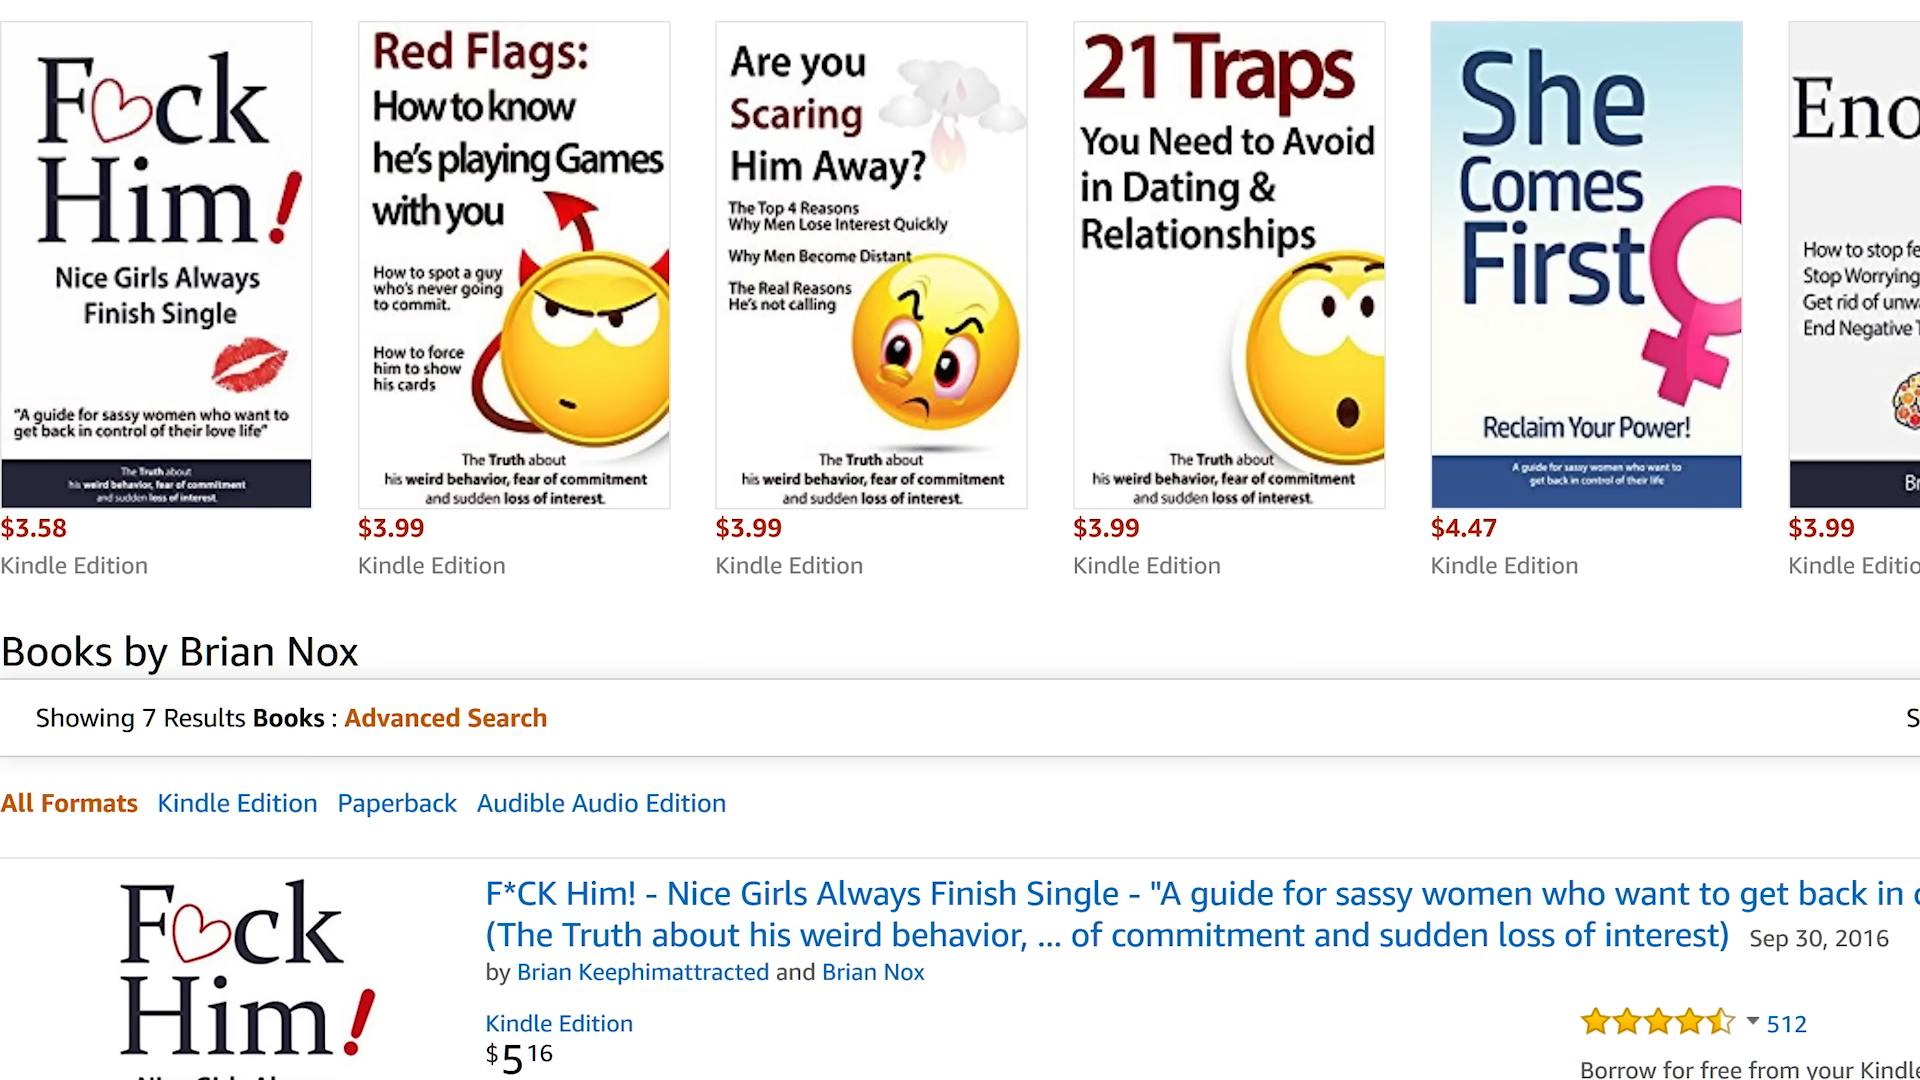 F ck
Him!
Nice Girls Always
Finish Single
"A guide for sassy women who want to
get back in control of their love life"
The Truth about
his weird behavior, fear of commitment
and sudden loss of interest.
$3.58
Kindle Edition
Red Flags:
How to know
he's playing Games
with you
How to spot a guy
who's never going
to commit.
How to force
him to show
his cards
The Truth about
his weird behavior, fear of commitment
and sudden loss of interest.
$3.99
Kindle Edition
Are you
Scaring
Him Away?
The Top 4 Reasons
Why Men Lose Interest Quickly
Why Men Become Distant
The Real Reasons
He's not calling
The Truth about
his weird behavior, fear of commitment
and sudden loss of interest.
$3.99
Kindle Edition
21 Traps
You Need to Avoid
in Dating &
Relationships
The Truth about
his weird behavior, fear of commitment
and sudden loss of interest.
$3.99
Kindle Edition
She
Comes
First
Reclaim Your Power!
A guide for sassy women who want to
get back in control of their love life
$4.47
Kindle Edition
Eno
How to stop fe
Stop Worrying
Get rid of unwa
End Negative T
Br
$3.99
Kindle Editio
Books by Brian Nox
Showing 7 Results Books : Advanced Search
S
All Formats Kindle Edition Paperback Audible Audio Edition
F ck
Him!
F*CK Him! - Nice Girls Always Finish Single - "A guide for sassy women who want to get back in c
(The Truth about his weird behavior, ... of commitment and sudden loss of interest) Sep 30, 2016
by Brian Keephimattracted and Brian Nox
Kindle Edition
$5 16
512
Borrow for free from your Kindle